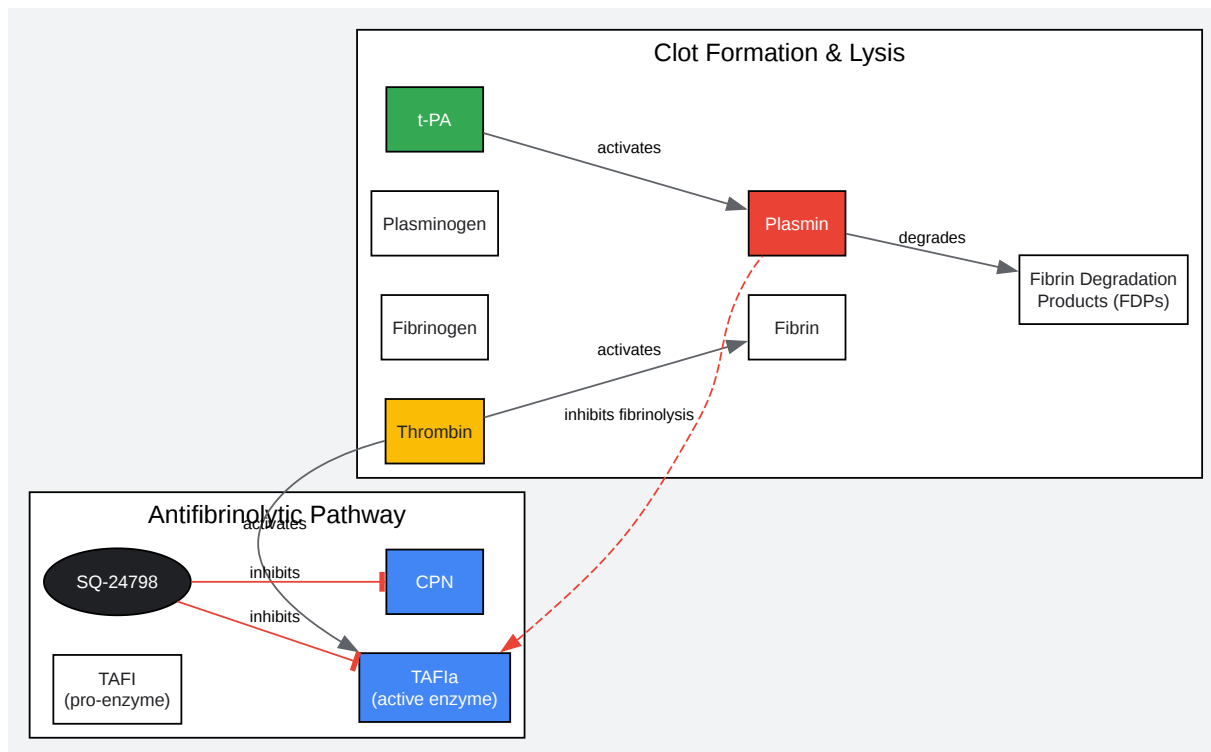 Clot Formation & Lysis
t-PA
activates
Plasminogen
Plasmin
degrades
Fibrin Degradation
Products (FDPs)
Fibrinogen
Fibrin
activates
inhibits fibrinolysis
Thrombin
Antifibrinolytic Pathway
activates
SQ-24798
inhibits
CPN
inhibits
TAFI
(pro-enzyme)
TAFIa
(active enzyme)